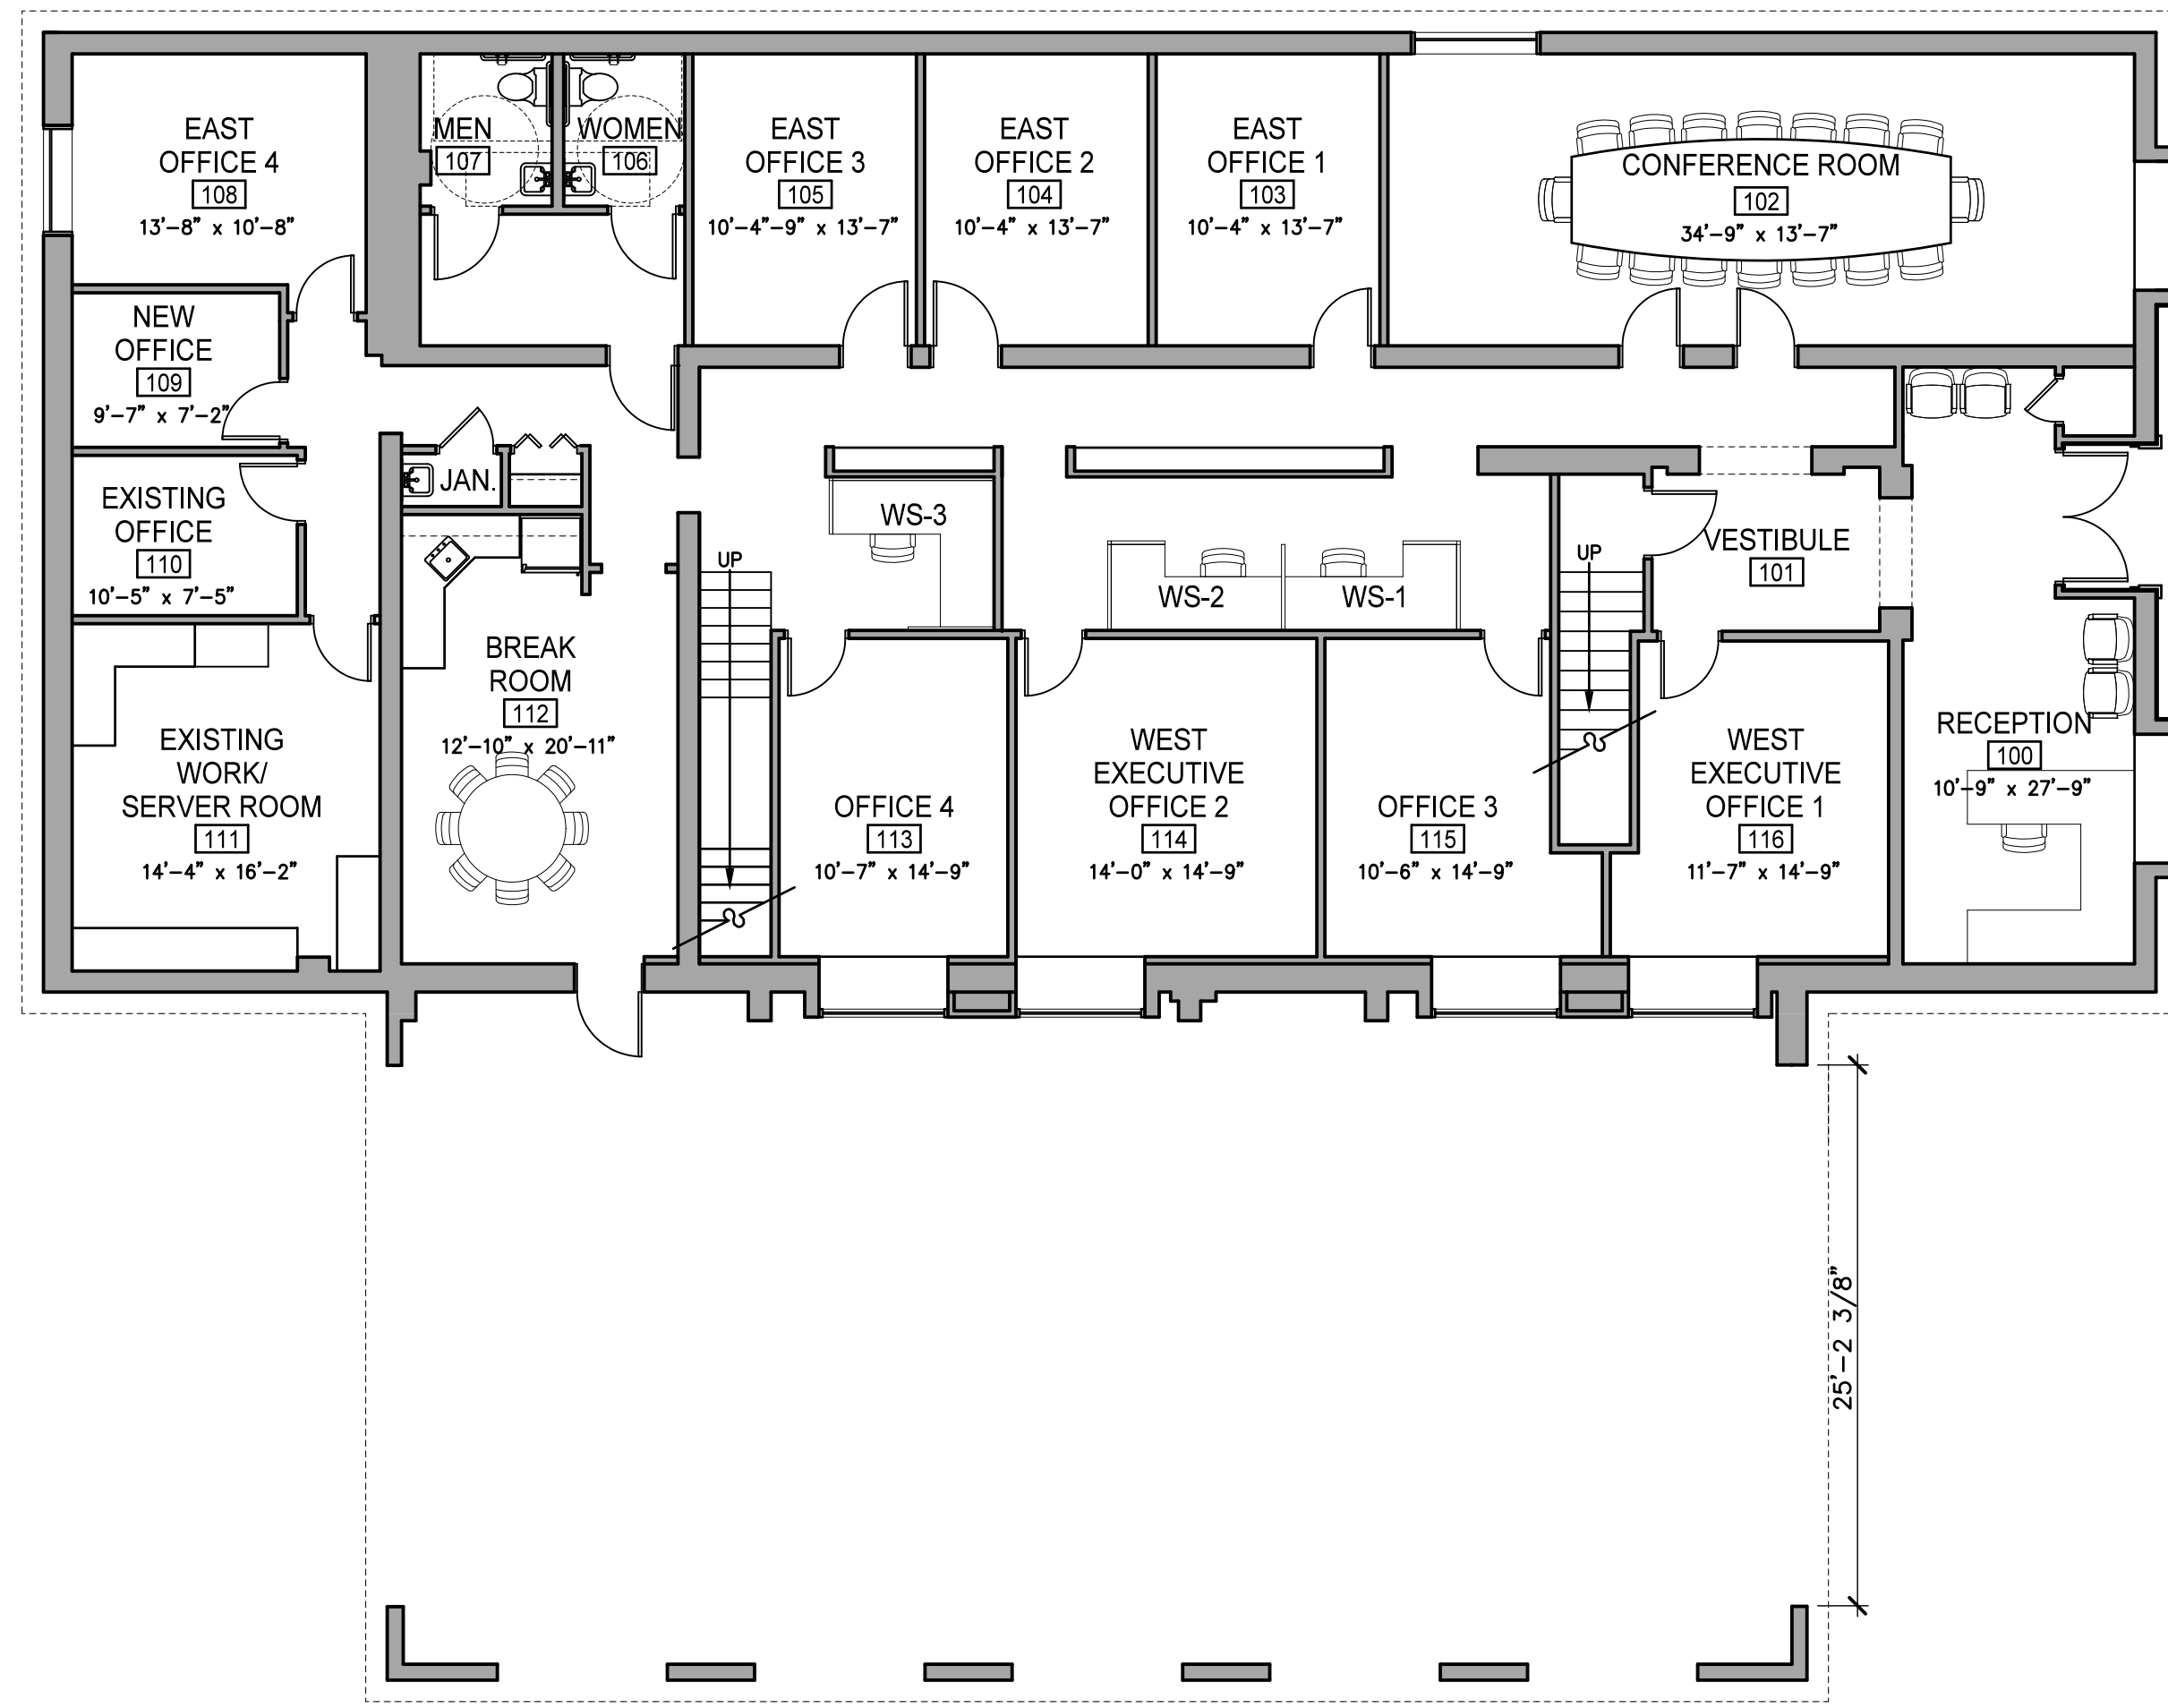 EAST
OFFICE 4
108
13'-8" x 10'-8"
MEN
107
WOMEN
106
EAST
OFFICE 3
105
10'-4"-9" x 13'-7"
EAST
OFFICE 2
104
10'-4" x 13'-7"
EAST
OFFICE 1
103
10'-4" x 13'-7"
CONFERENCE ROOM
102
34'-9" x 13'-7"
NEW
OFFICE
109
9'-7" x 7'-2"
EXISTING
OFFICE
110
10'-5" x 7'-5"
JAN.
WS-3
UP
WS-2
WS-1
UP
VESTIBULE
101
BREAK
ROOM
112
12'-10" x 20'-11"
EXISTING
WORK/
SERVER ROOM
111
14'-4" x 16'-2"
OFFICE 4
113
10'-7" x 14'-9"
WEST
EXECUTIVE
OFFICE 2
114
14'-0" x 14'-9"
OFFICE 3
115
10'-6" x 14'-9"
WEST
EXECUTIVE
OFFICE 1
116
11'-7" x 14'-9"
RECEPTION
100
10'-9" x 27'-9"
25'-2 3/8"